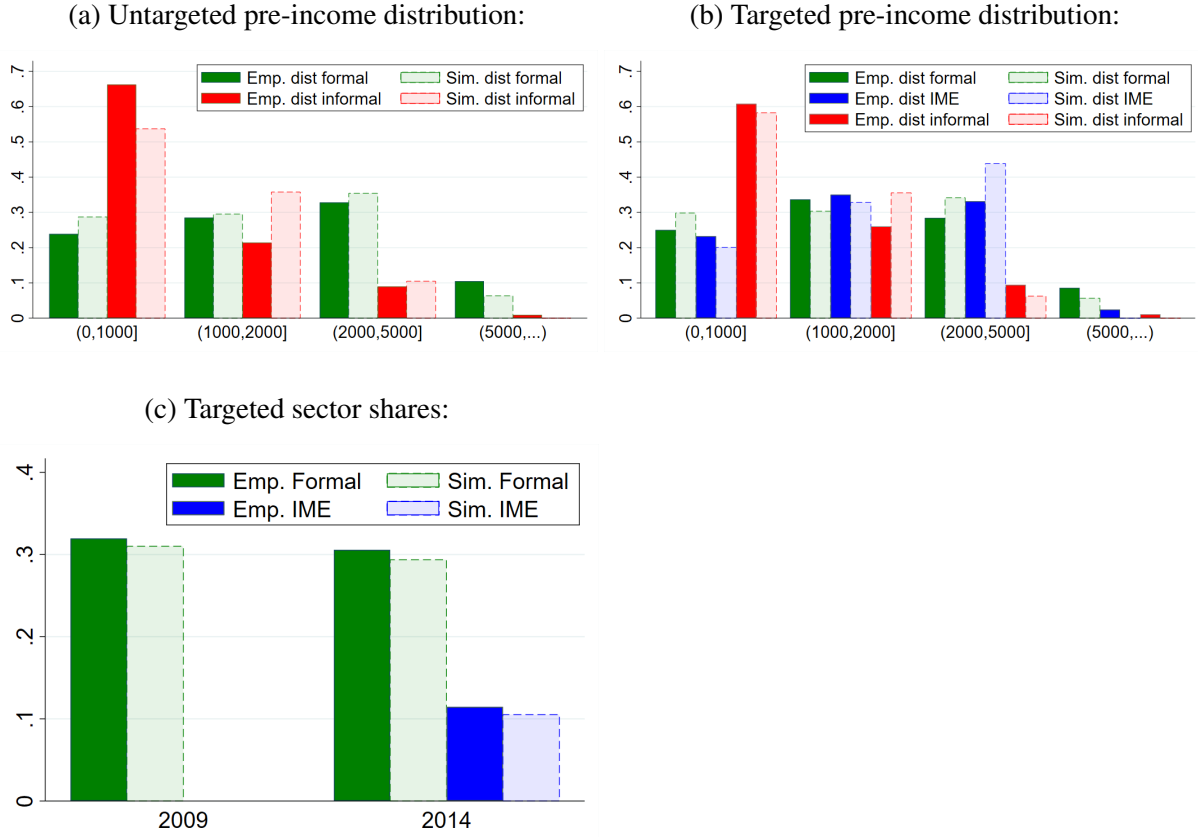 (a) Untargeted pre-income distribution:
Emp. dist formal Sim. dist formal
Emp. dist informal Sim. dist informal
.7
.6
.5
.4
.3
.2
.1
0
(0,1000] (1000,2000] (2000,5000] (5000,...)
(b) Targeted pre-income distribution:
Emp. dist formal Sim. dist formal
Emp. dist IME Sim. dist IME
Emp. dist informal Sim. dist informal
.7
.6
.5
.4
.3
.2
.1
0
(0,1000] (1000,2000] (2000,5000] (5000,...)
(c) Targeted sector shares:
Emp. Formal Sim. Formal
Emp. IME Sim. IME
.4
.3
.2
.1
0
2009 2014